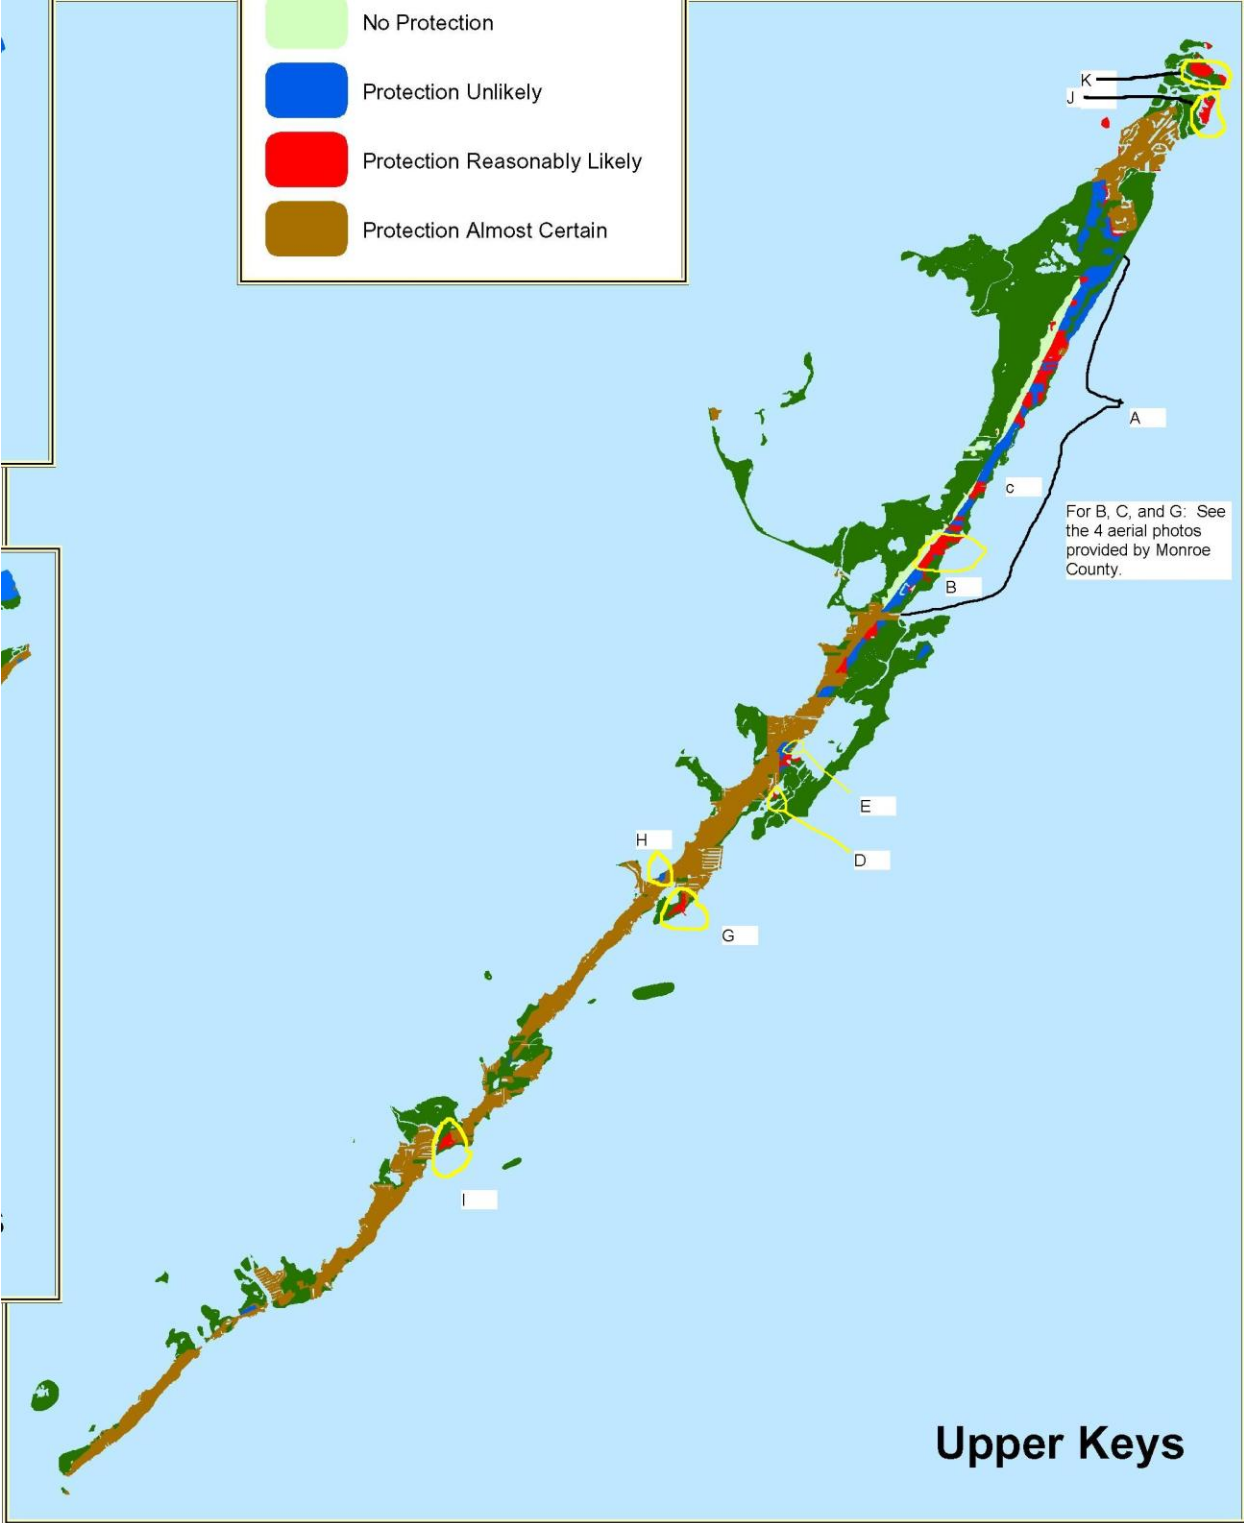 No Protection
Protection Unlikely
Protection Reasonably Likely
Protection Almost Certain
K
J
A
c
For B, C, and G: See
the 4 aerial photos
provided by Monroe
County.
B
E
H
D
G
I
Upper Keys